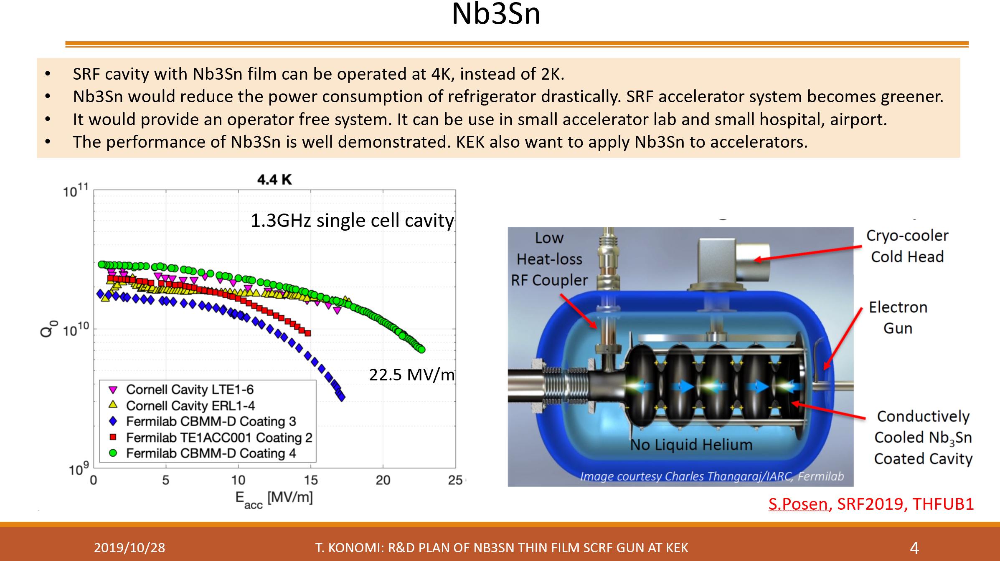 Nb3Sn
• SRF cavity with Nb3Sn film can be operated at 4K, instead of 2K.
• Nb3Sn would reduce the power consumption of refrigerator drastically. SRF accelerator system becomes greener.
• It would provide an operator free system. It can be use in small accelerator lab and small hospital, airport.
• The performance of Nb3Sn is well demonstrated. KEK also want to apply Nb3Sn to accelerators.
4.4 K
10^11
1.3GHz single cell cavity
Q_0
10^10
22.5 MV/m
Cornell Cavity LTE1-6
Cornell Cavity ERL1-4
Fermilab CBMM-D Coating 3
Fermilab TE1ACC001 Coating 2
Fermilab CBMM-D Coating 4
10^9
0 5 10 15 20 25
E_acc [MV/m]
Low
Heat-loss
RF Coupler
Cryo-cooler
Cold Head
Electron
Gun
Conductively
Cooled Nb_3Sn
Coated Cavity
No Liquid Helium
Image courtesy Charles Thangaraj/IARC, Fermilab
S.Posen, SRF2019, THFUB1
2019/10/28
T. KONOMI: R&D PLAN OF NB3SN THIN FILM SCRF GUN AT KEK
4